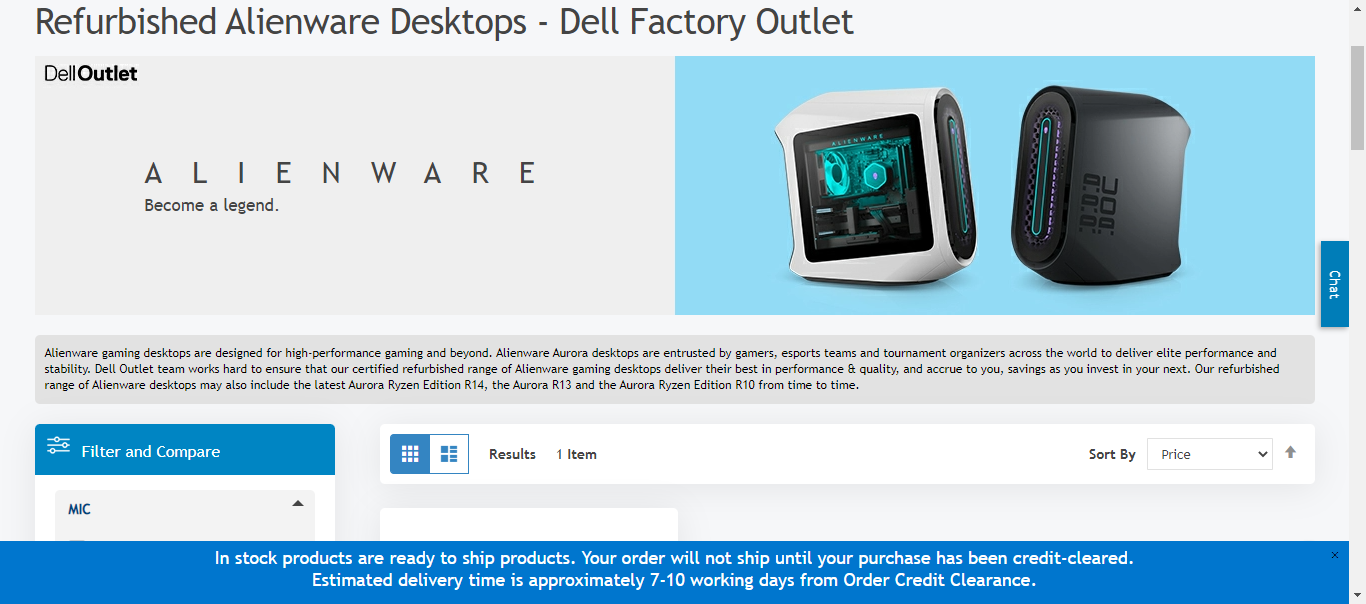 Refurbished Alienware Desktops - Dell Factory Outlet
DellOutlet
ALIENWARE
Become a legend.
ALIENWARE
Chat
Alienware gaming desktops are designed for high-performance gaming and beyond. Alienware Aurora desktops are entrusted by gamers, esports teams and tournament organizers across the world to deliver elite performance and
stability. Dell Outlet team works hard to ensure that our certified refurbished range of Alienware gaming desktops deliver their best in performance & quality, and accrue to you, savings as you invest in your next. Our refurbished
range of Alienware desktops may also include the latest Aurora Ryzen Edition R14, the Aurora R13 and the Aurora Ryzen Edition R10 from time to time.
Filter and Compare
Results 1 Item
Sort By Price
MIC
In stock products are ready to ship products. Your order will not ship until your purchase has been credit-cleared.
Estimated delivery time is approximately 7-10 working days from Order Credit Clearance.